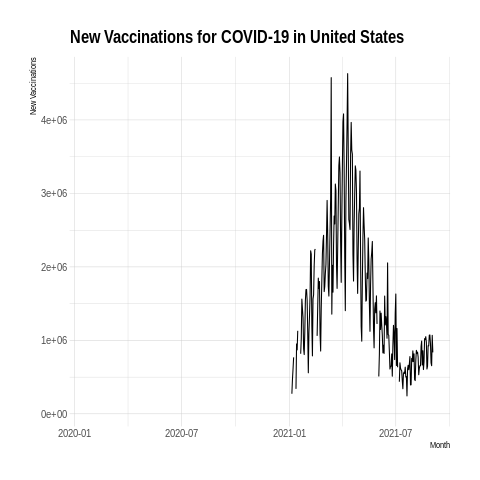 New Vaccinations for COVID-19 in United States
New Vaccinations
4e+06
3e+06
2e+06
1e+06
0e+00
2020-01 2020-07 2021-01 2021-07
Month